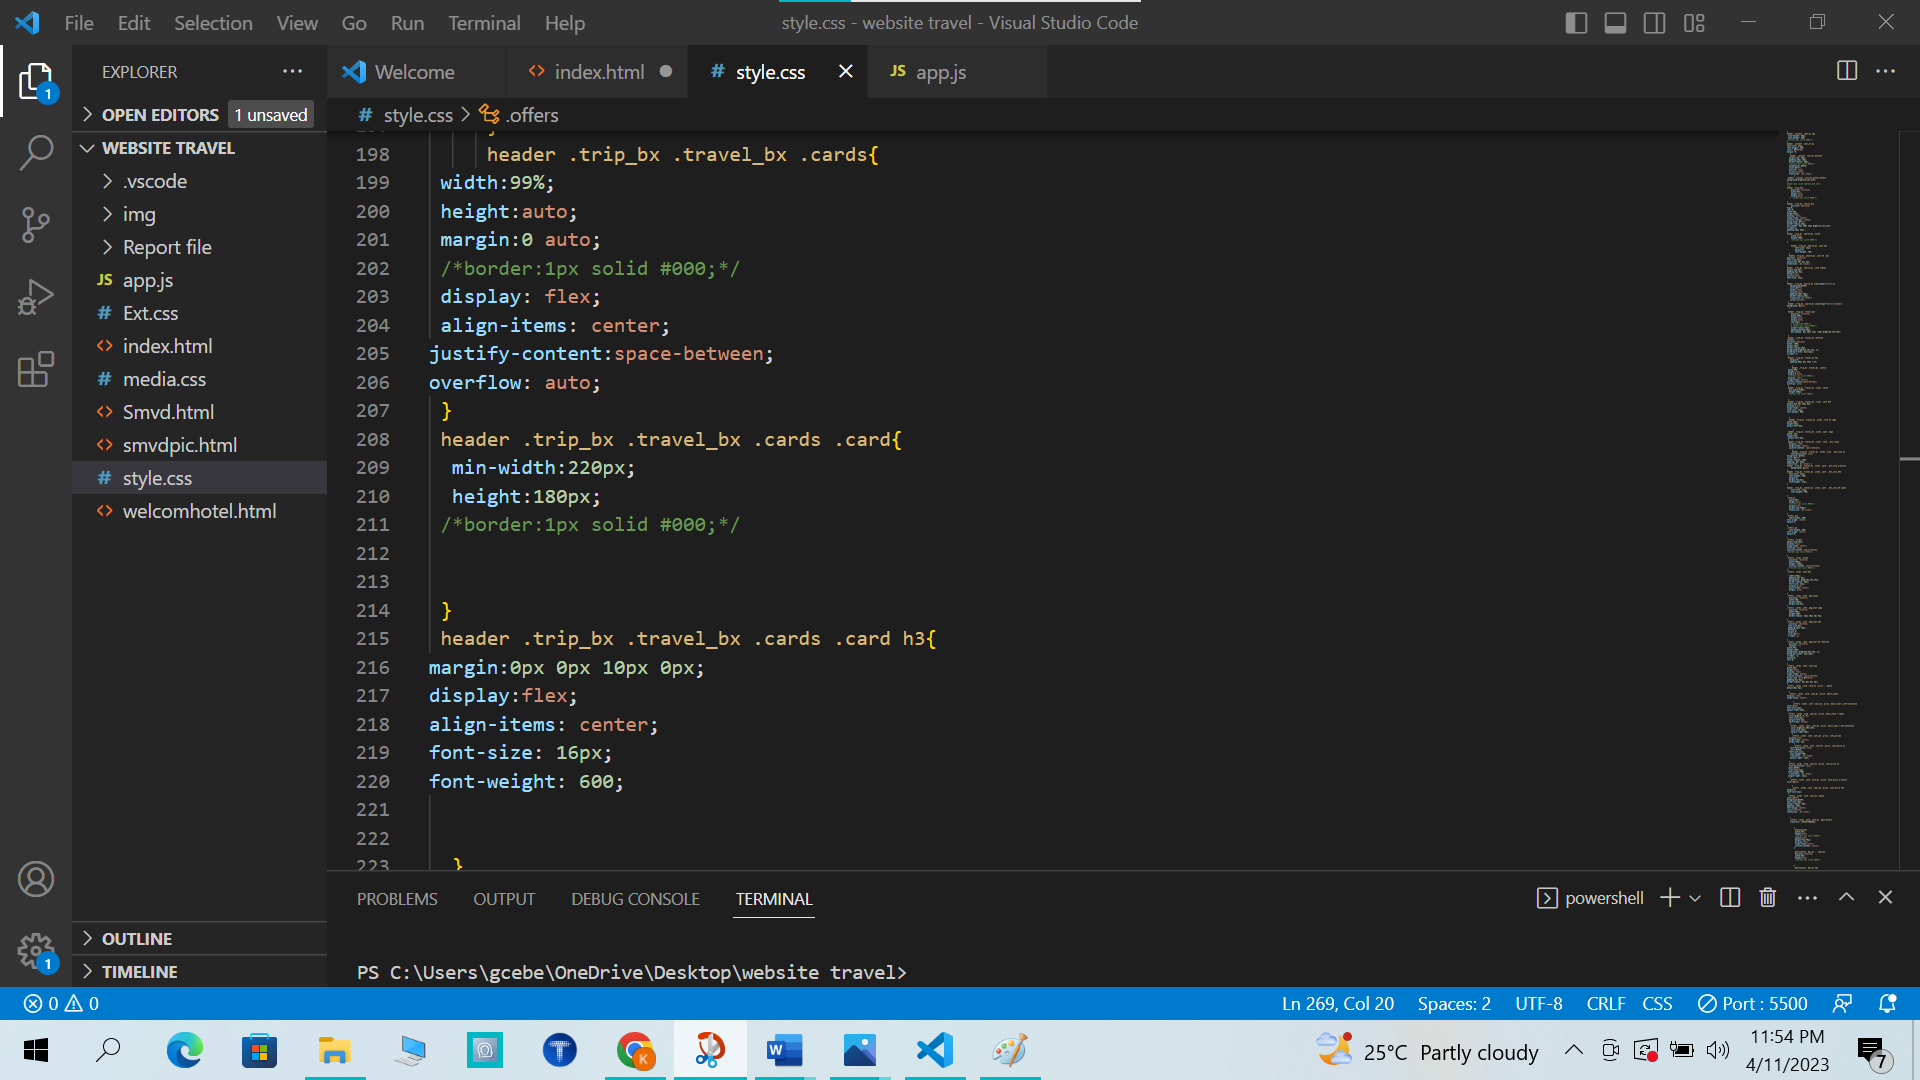 File Edit Selection View Go Run Terminal Help
style.css - website travel - Visual Studio Code
EXPLORER
Welcome
index.html
# style.css
JS app.js
OPEN EDITORS 1 unsaved
# style.css > .offers
WEBSITE TRAVEL
.vscode
img
Report file
JS app.js
# Ext.css
index.html
# media.css
Smvd.html
smvdpic.html
# style.css
welcomhotel.html
OUTLINE
TIMELINE
198 header .trip_bx .travel_bx .cards{
199 width:99%;
200 height:auto;
201 margin:0 auto;
202 /*border:1px solid #000;*/
203 display: flex;
204 align-items: center;
205 justify-content:space-between;
206 overflow: auto;
207 }
208 header .trip_bx .travel_bx .cards .card{
209 min-width:220px;
210 height:180px;
211 /*border:1px solid #000;*/
212
213
214 }
215 header .trip_bx .travel_bx .cards .card h3{
216 margin:0px 0px 10px 0px;
217 display:flex;
218 align-items: center;
219 font-size: 16px;
220 font-weight: 600;
221
222
223 }
PROBLEMS OUTPUT DEBUG CONSOLE TERMINAL
powershell
PS C:\Users\gcebe\OneDrive\Desktop\website travel>
0 0
Ln 269, Col 20 Spaces: 2 UTF-8 CRLF CSS Port : 5500
25°C Partly cloudy
11:54 PM
4/11/2023
7